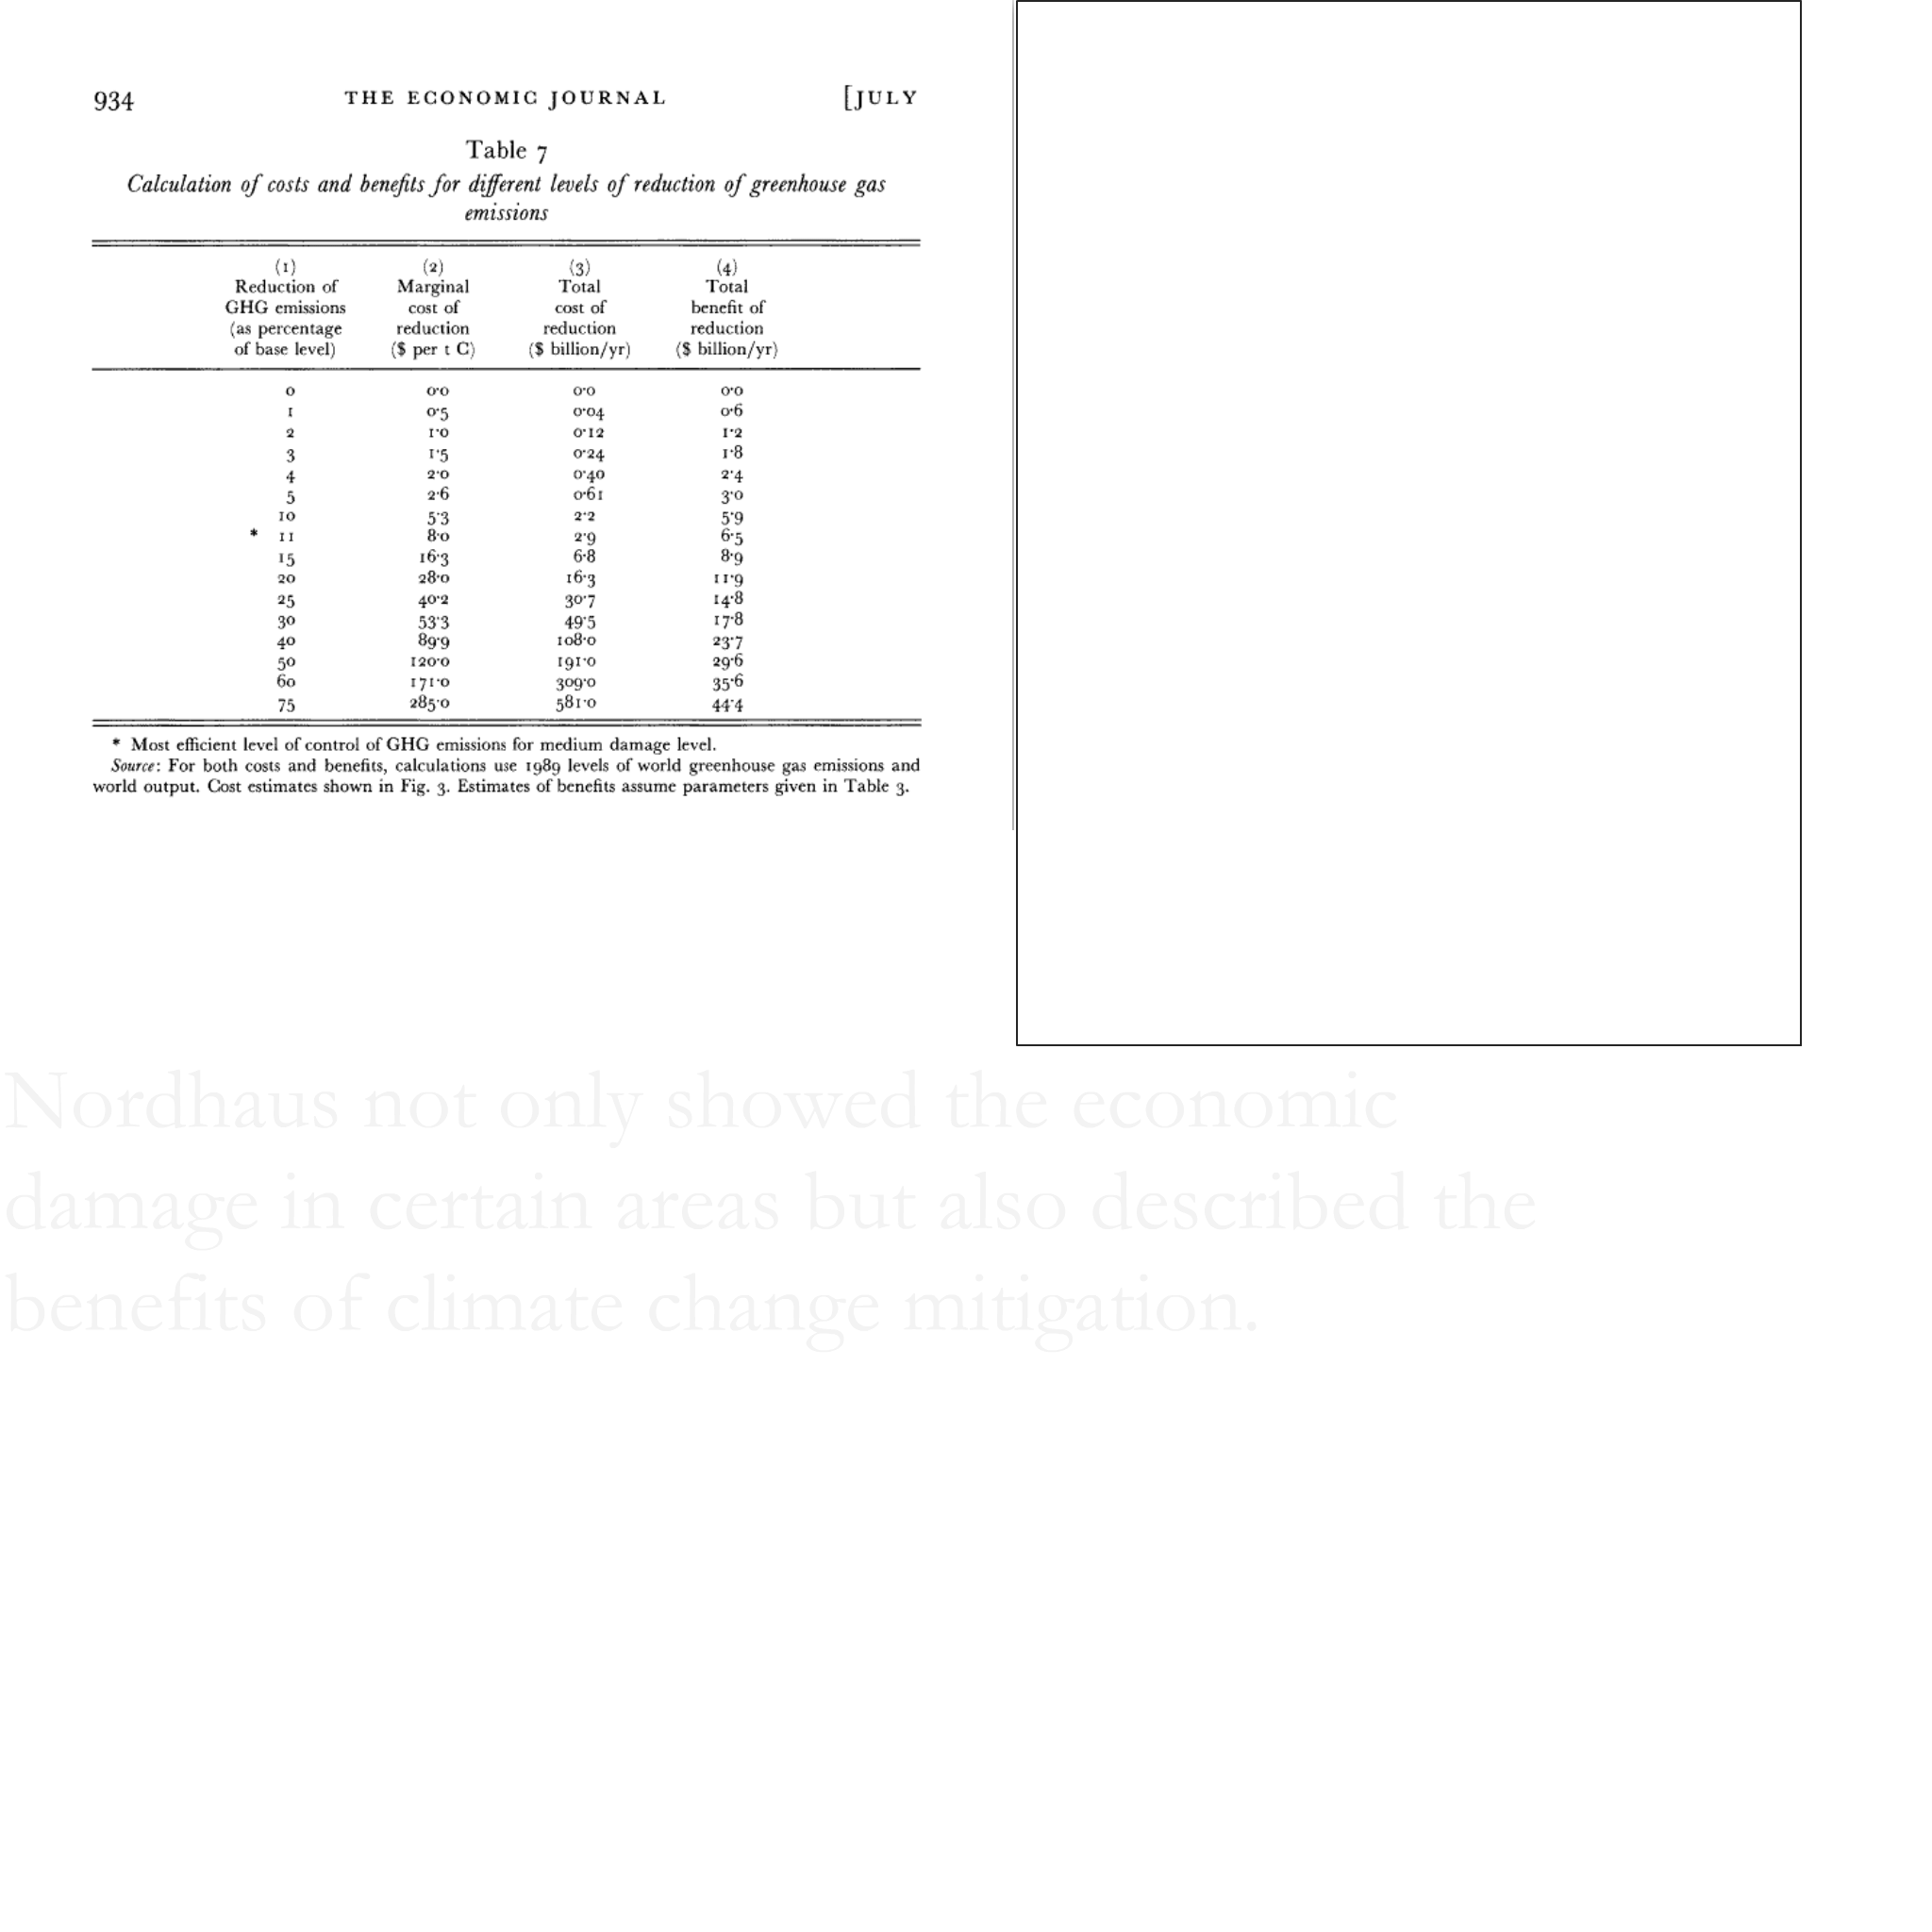 934 THE ECONOMIC JOURNAL [JULY
Table 7
Calculation of costs and benefits for different levels of reduction of greenhouse gas
emissions
(1) (2) (3) (4)
Reduction of Marginal Total Total
GHG emissions cost of cost of benefit of
(as percentage reduction reduction reduction
of base level) ($ per t C) ($ billion/yr) ($ billion/yr)
0 0·0 0·0 0·0
1 0·5 0·04 0·6
2 1·0 0·12 1·2
3 1·5 0·24 1·8
4 2·0 0·40 2·4
5 2·6 0·61 3·0
10 5·3 2·2 5·9
* 11 8·0 2·9 6·5
15 16·3 6·8 8·9
20 28·0 16·3 11·9
25 40·2 30·7 14·8
30 53·3 49·5 17·8
40 89·9 108·0 23·7
50 120·0 191·0 29·6
60 171·0 309·0 35·6
75 285·0 581·0 44·4
* Most efficient level of control of GHG emissions for medium damage level.
Source: For both costs and benefits, calculations use 1989 levels of world greenhouse gas emissions and
world output. Cost estimates shown in Fig. 3. Estimates of benefits assume parameters given in Table 3.
Nordhaus not only showed the economic
damage in certain areas but also described the
benefits of climate change mitigation.